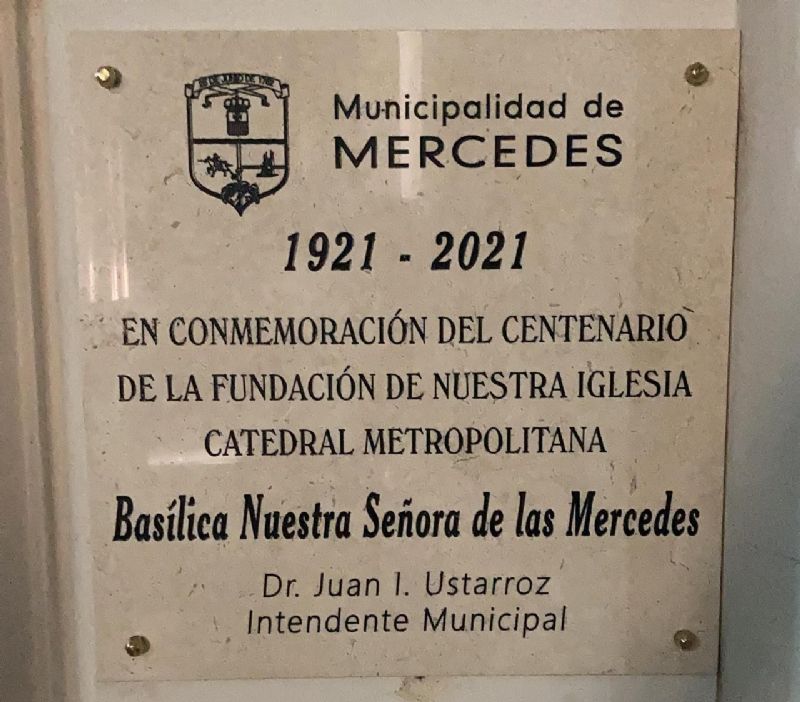 Municipalidad de
MERCEDES
1921 - 2021
EN CONMEMORACIÓN DEL CENTENARIO
DE LA FUNDACIÓN DE NUESTRA IGLESIA
CATEDRAL METROPOLITANA
Basílica Nuestra Señora de las Mercedes
Dr. Juan I. Ustarroz
Intendente Municipal